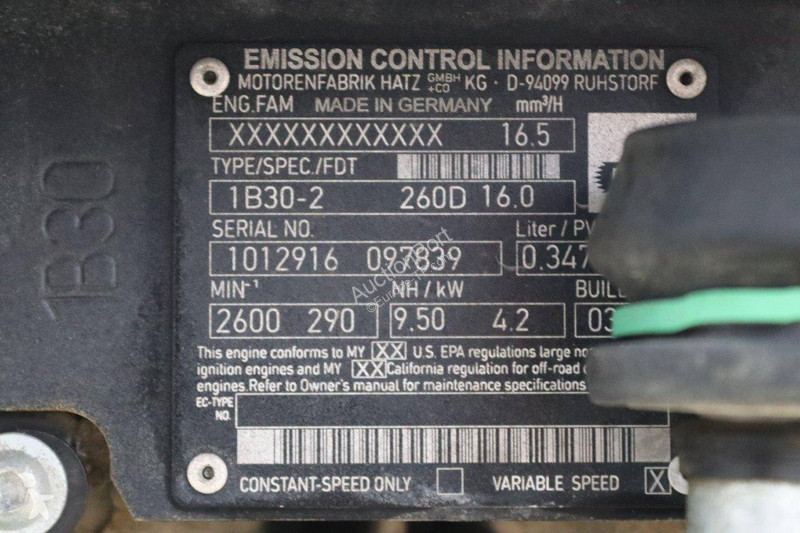 EMISSION CONTROL INFORMATION
MOTORENFABRIK HATZ GMBH +CO KG · D-94099 RUHSTORF
ENG.FAM MADE IN GERMANY mm³/H
XXXXXXXXXXXX 16.5
TYPE/SPEC./FDT
1B30-2 260D 16.0
SERIAL NO. Liter / PV
1012916 097839 0.347
MIN⁻¹ NH / kW BUILD
2600 290 9.50 4.2 03
This engine conforms to MY XX U.S. EPA regulations large no
ignition engines and MY XX California regulation for off-road
engines. Refer to Owner's manual for maintenance specifications
EC-TYPE NO.
CONSTANT-SPEED ONLY VARIABLE SPEED X
1B30
AuctionPort